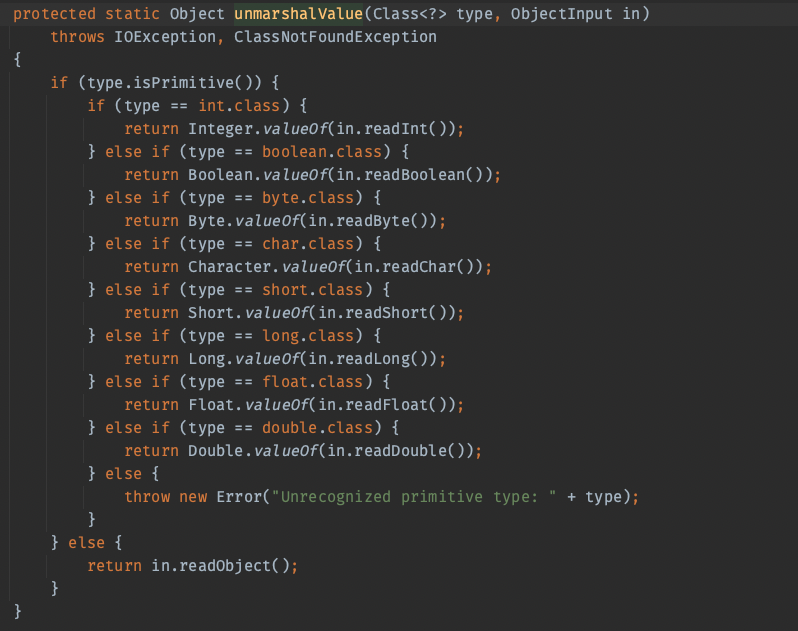 protected static Object unmarshalValue(Class<?> type, ObjectInput in)
    throws IOException, ClassNotFoundException
{
    if (type.isPrimitive()) {
        if (type == int.class) {
            return Integer.valueOf(in.readInt());
        } else if (type == boolean.class) {
            return Boolean.valueOf(in.readBoolean());
        } else if (type == byte.class) {
            return Byte.valueOf(in.readByte());
        } else if (type == char.class) {
            return Character.valueOf(in.readChar());
        } else if (type == short.class) {
            return Short.valueOf(in.readShort());
        } else if (type == long.class) {
            return Long.valueOf(in.readLong());
        } else if (type == float.class) {
            return Float.valueOf(in.readFloat());
        } else if (type == double.class) {
            return Double.valueOf(in.readDouble());
        } else {
            throw new Error("Unrecognized primitive type: " + type);
        }
    } else {
        return in.readObject();
    }
}